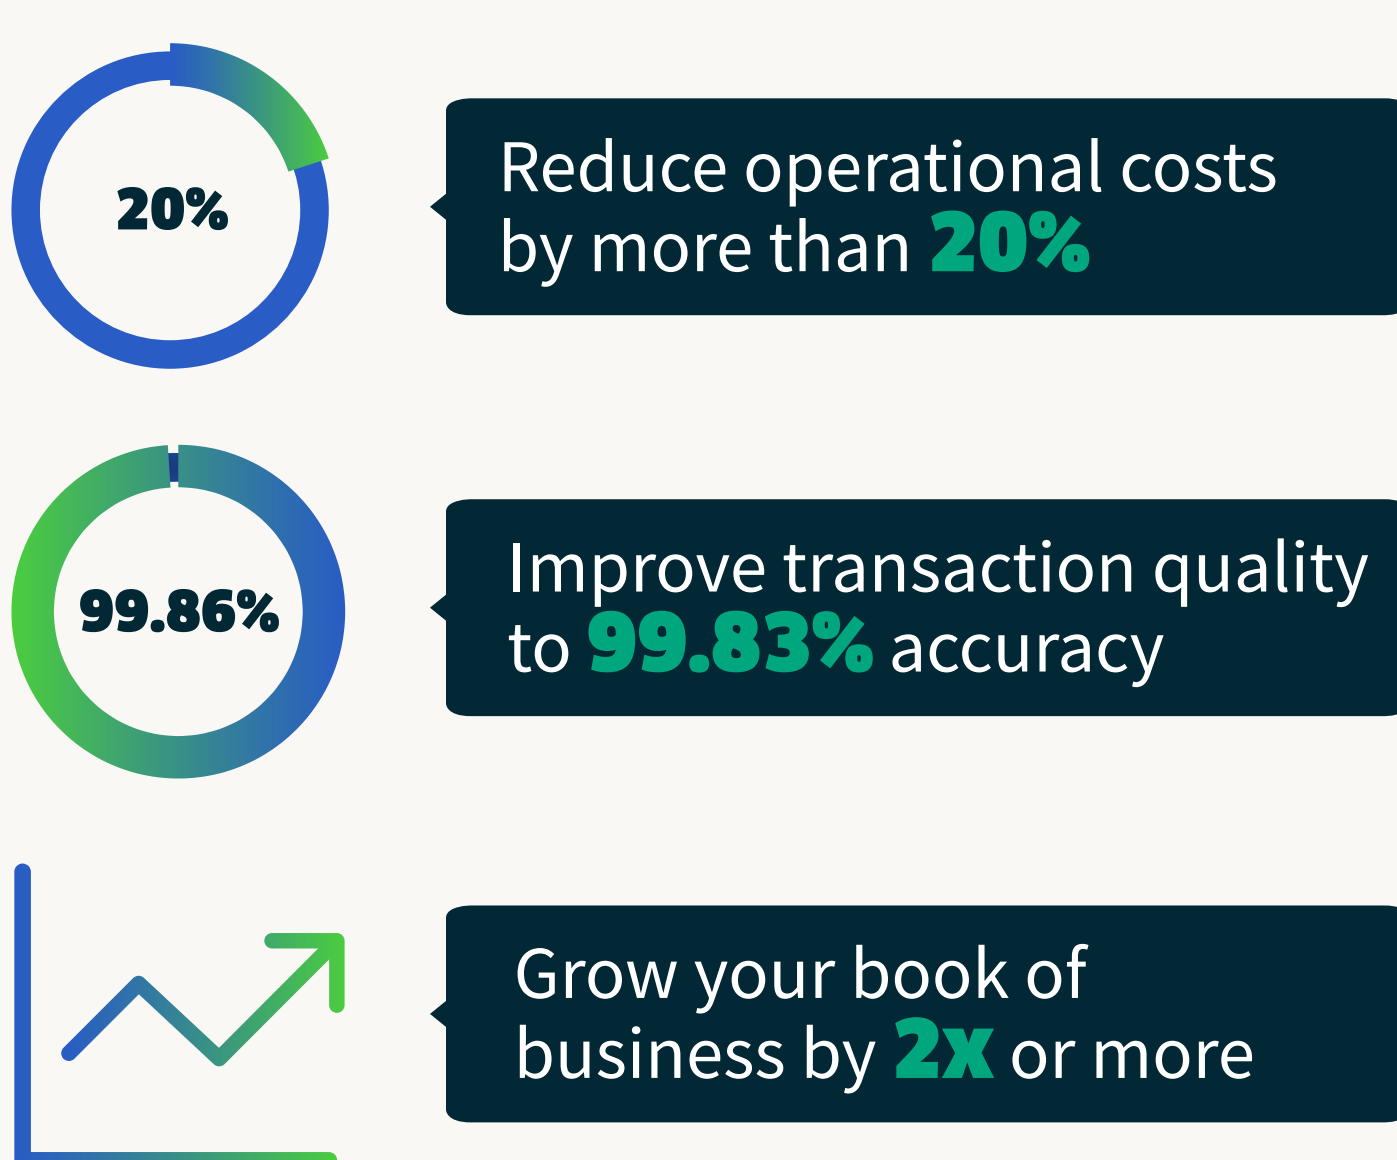 20%
Reduce operational costs
by more than 20%
99.86%
Improve transaction quality
to 99.83% accuracy
Grow your book of
business by 2x or more